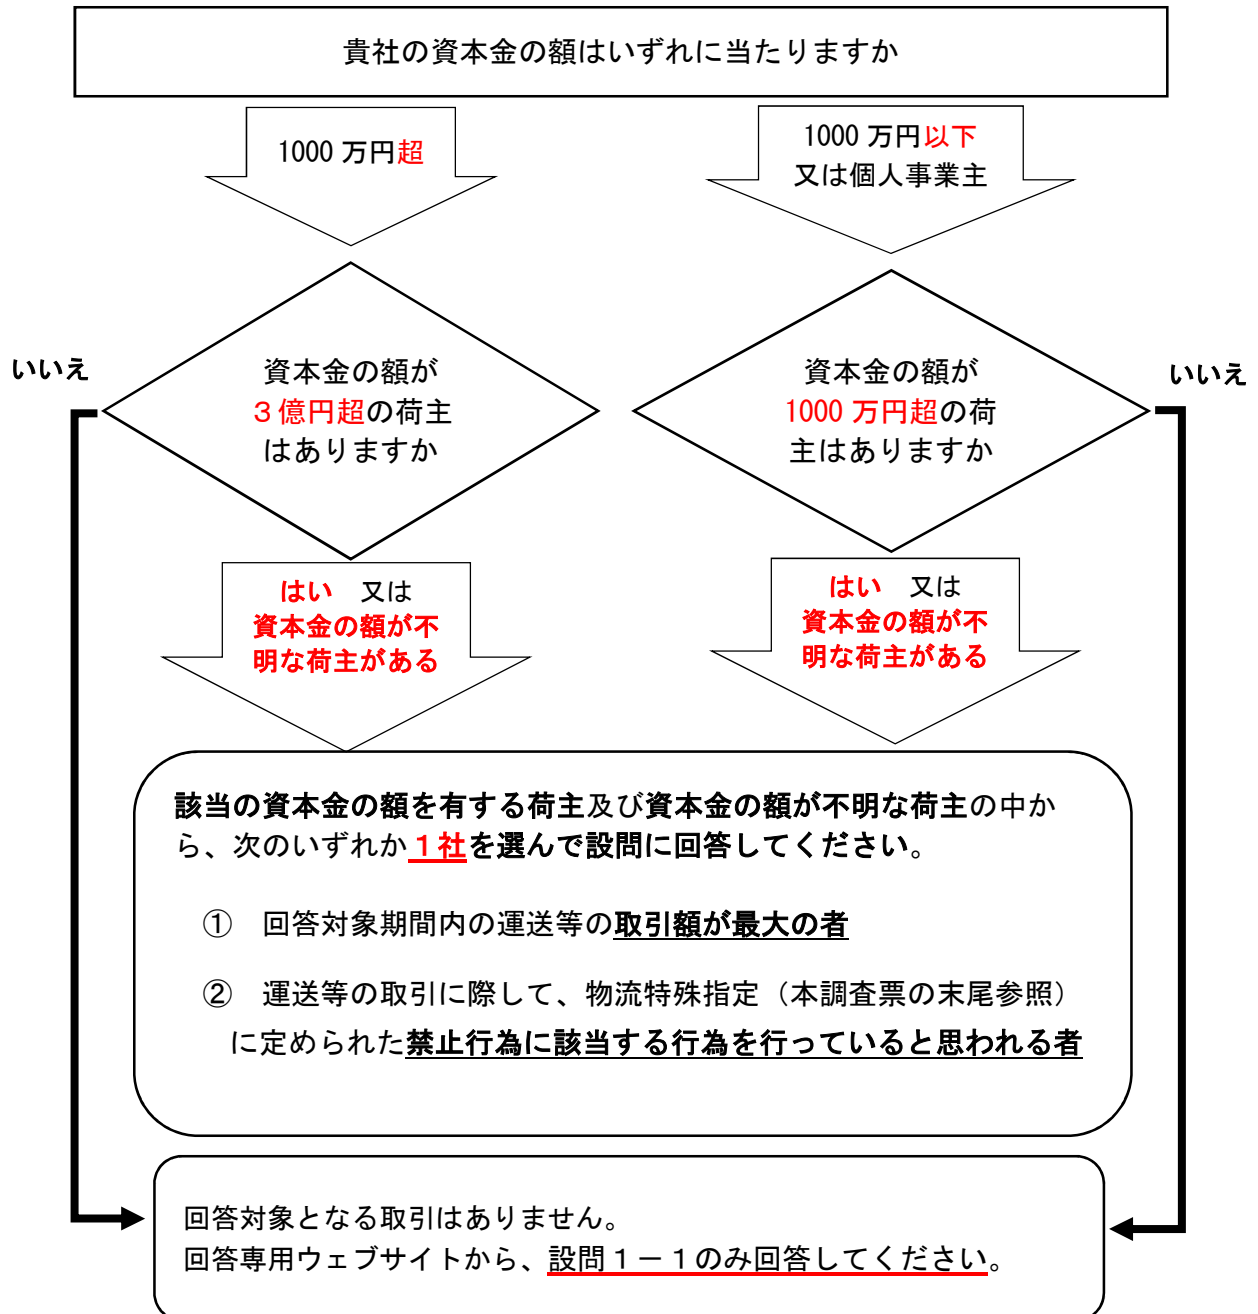 貴社の資本金の額はいずれに当たりますか
1000 万円超
1000 万円以下
又は個人事業主
いいえ
資本金の額が
３億円超の荷主
はありますか
資本金の額が
1000 万円超の荷
主はありますか
いいえ
はい　又は
資本金の額が不
明な荷主がある
はい　又は
資本金の額が不
明な荷主がある
該当の資本金の額を有する荷主及び資本金の額が不明な荷主の中か
ら、次のいずれか１社を選んで設問に回答してください。
①　回答対象期間内の運送等の取引額が最大の者
②　運送等の取引に際して、物流特殊指定（本調査票の末尾参照）
に定められた禁止行為に該当する行為を行っていると思われる者
回答対象となる取引はありません。
回答専用ウェブサイトから、設問１－１のみ回答してください。